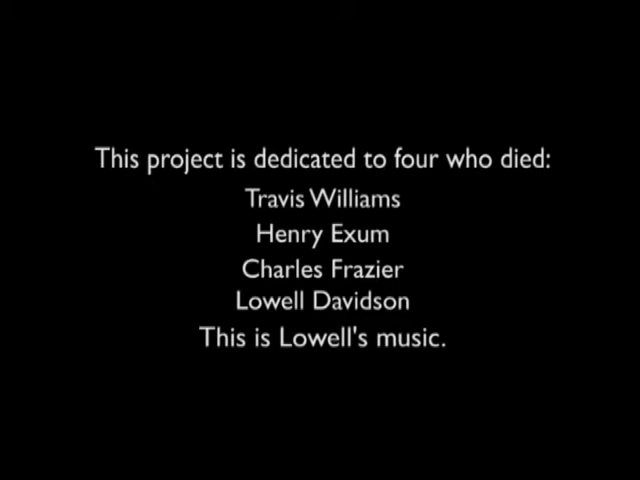 This project is dedicated to four who died:
Travis Williams
Henry Exum
Charles Frazier
Lowell Davidson
This is Lowell's music.